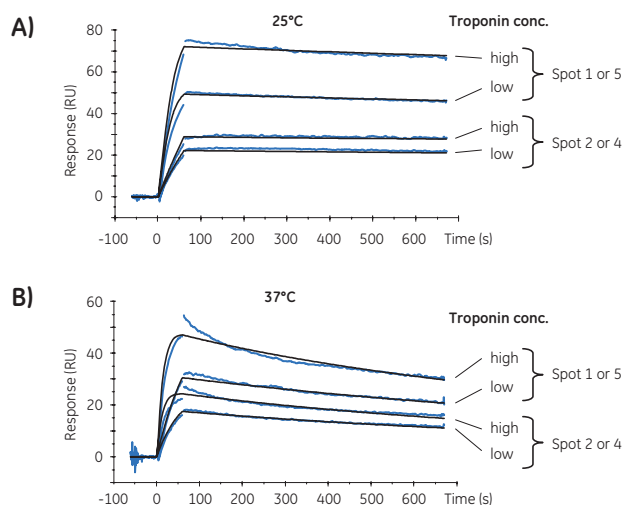 A)
25°C
Troponin conc.
80
60
40
20
0
Response (RU)
high
low
Spot 1 or 5
high
low
Spot 2 or 4
-100 0 100 200 300 400 500 600 Time (s)
B)
37°C
Troponin conc.
60
40
20
0
Response (RU)
high
low
Spot 1 or 5
high
low
Spot 2 or 4
-100 0 100 200 300 400 500 600 Time (s)